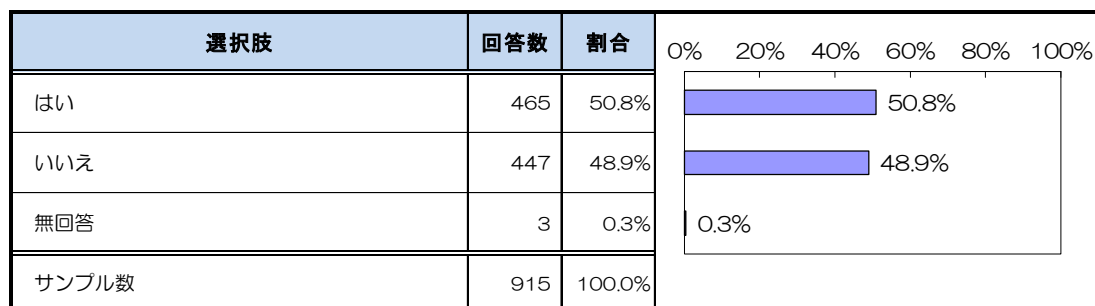 選択肢 回答数 割合 0% 20% 40% 60% 80% 100%
はい 465 50.8% 50.8%
いいえ 447 48.9% 48.9%
無回答 3 0.3% 0.3%
サンプル数 915 100.0%